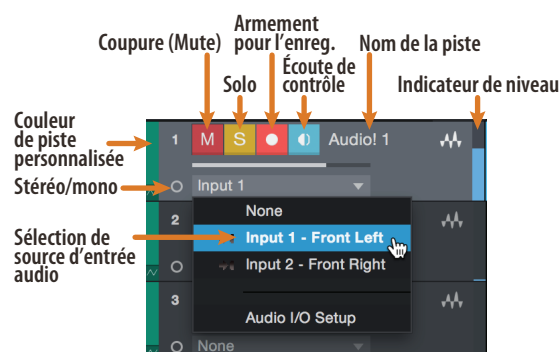 Armement
Coupure (Mute)
pour l'enreg.
Nom de la piste
Solo
Écoute de
contrôle
Indicateur de niveau
Couleur
de piste
personnalisée
1 M S Audio! 1
Stéréo/mono
Input 1
2
None
Sélection de
source d'entrée
audio
Input 1 - Front Left
Input 2 - Front Right
3
Audio I/O Setup
None